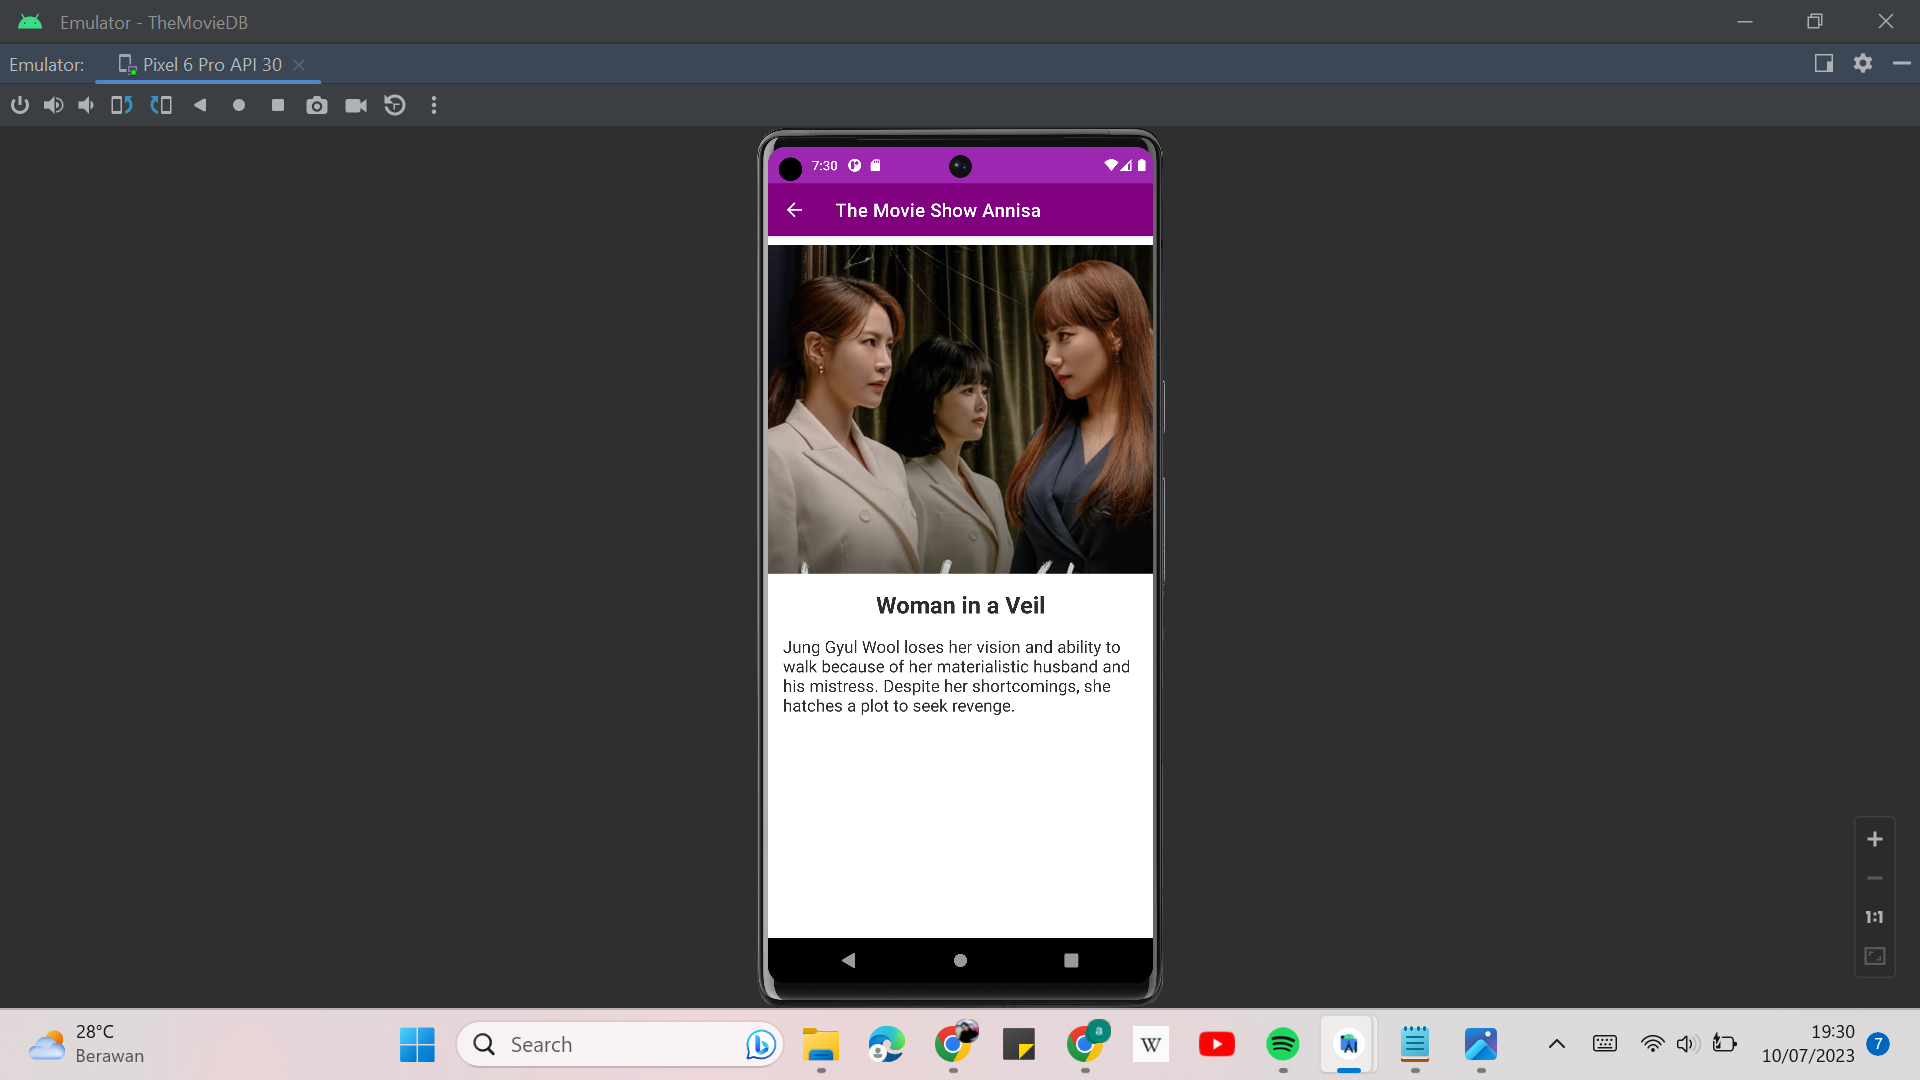 Emulator - TheMovieDB
Emulator:
Pixel 6 Pro API 30
7:30
The Movie Show Annisa
Woman in a Veil
Jung Gyul Wool loses her vision and ability to
walk because of her materialistic husband and
his mistress. Despite her shortcomings, she
hatches a plot to seek revenge.
1:1
28°C
Berawan
Search
a
W
19:30
10/07/2023
7